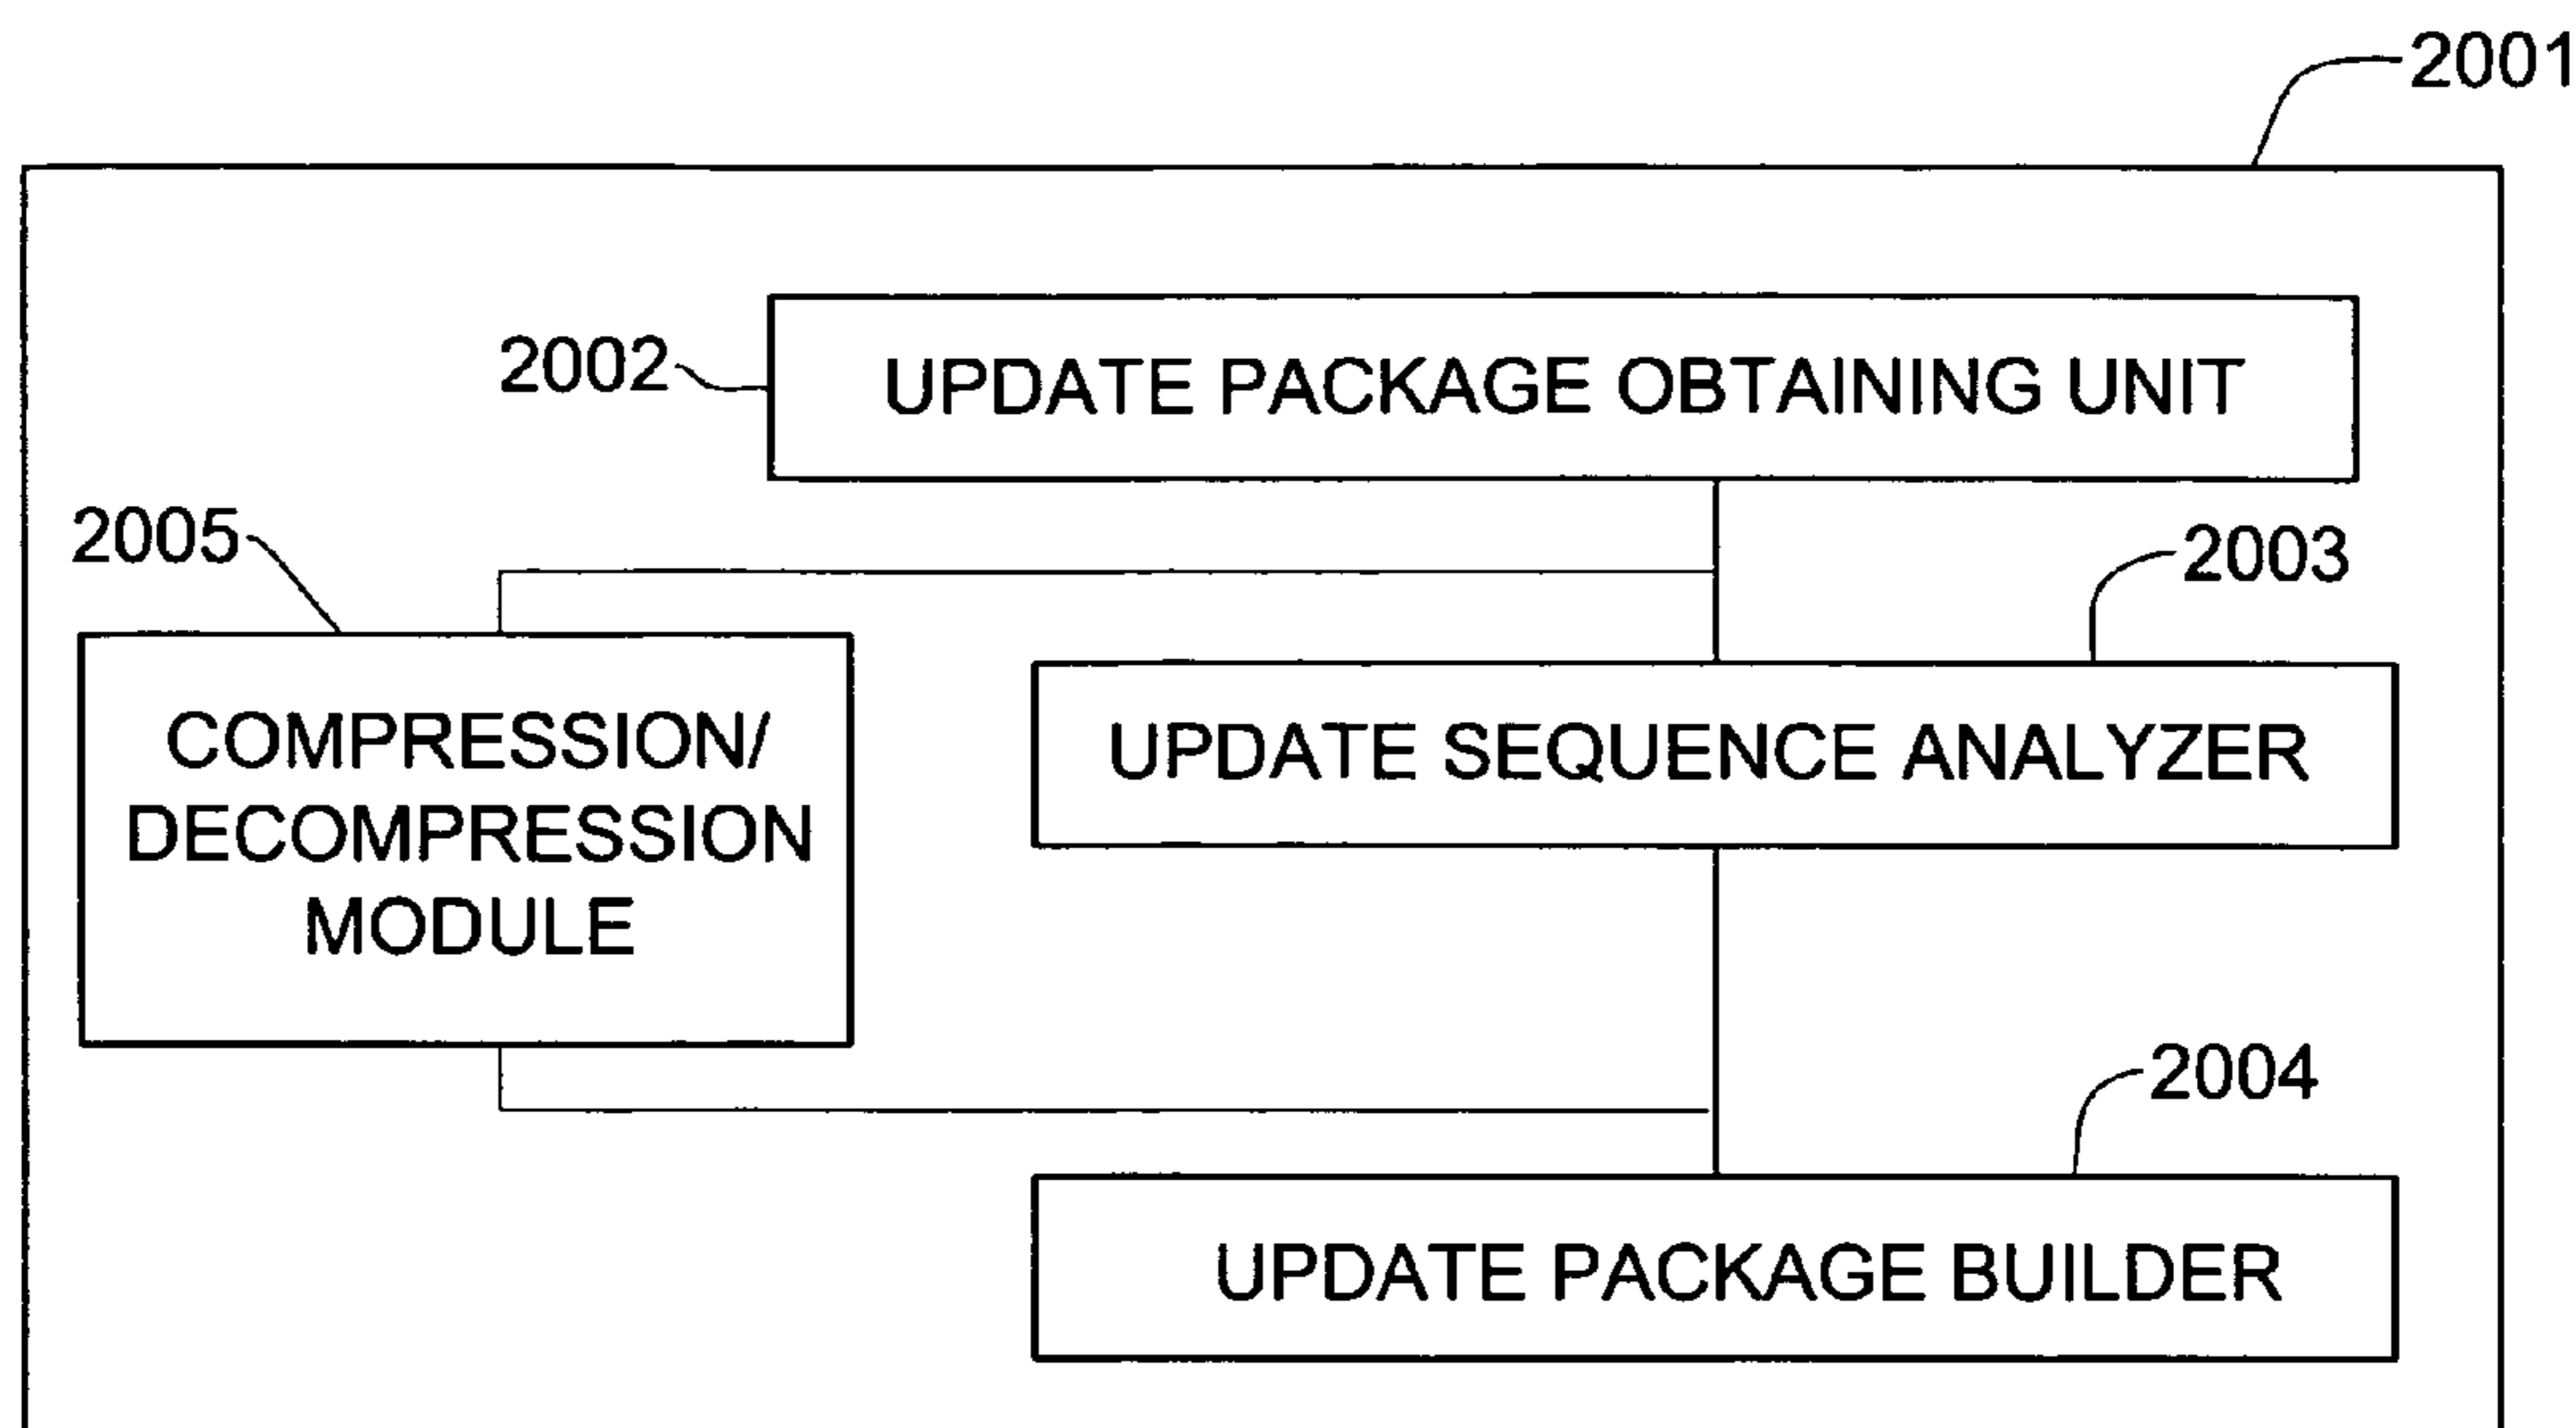 2001
2002
UPDATE PACKAGE OBTAINING UNIT
2005
2003
COMPRESSION/
DECOMPRESSION
MODULE
UPDATE SEQUENCE ANALYZER
2004
UPDATE PACKAGE BUILDER